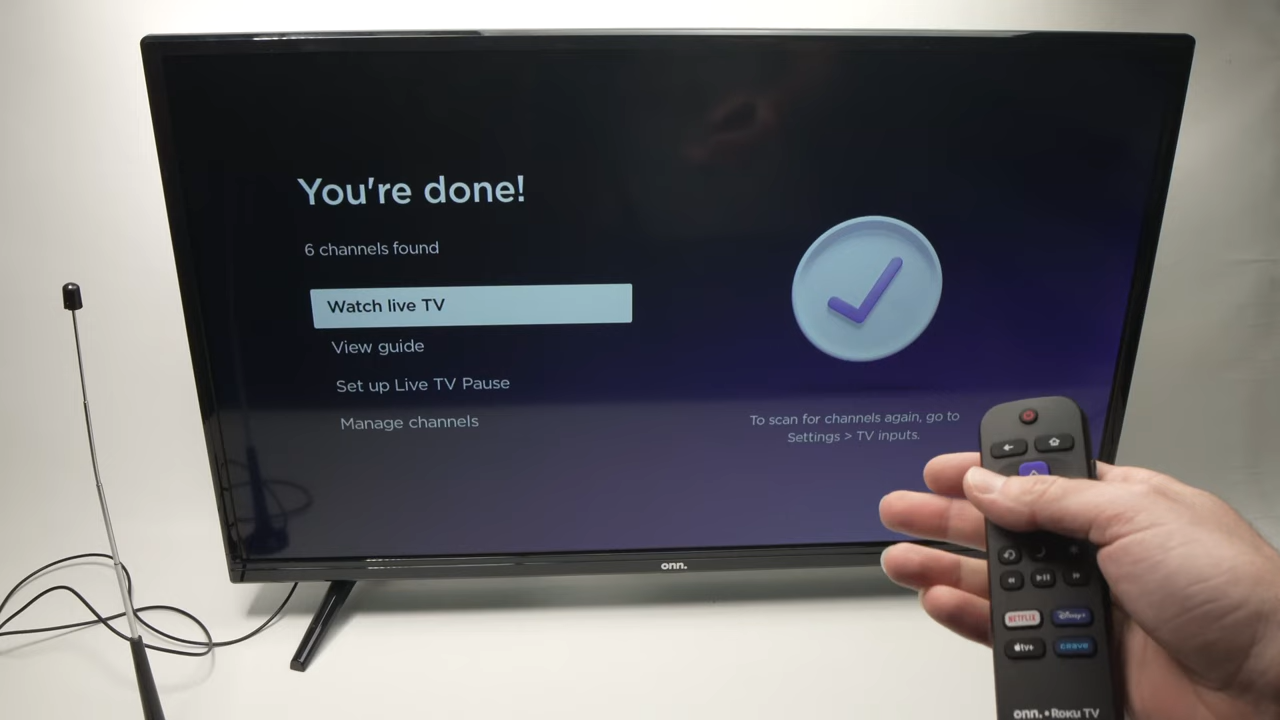 You're done!
6 channels found
Watch live TV
View guide
Set up Live TV Pause
Manage channels
To scan for channels again, go to
Settings > TV inputs.
onn.
NETFLIX
Disney+
tv+
onn. • Roku TV